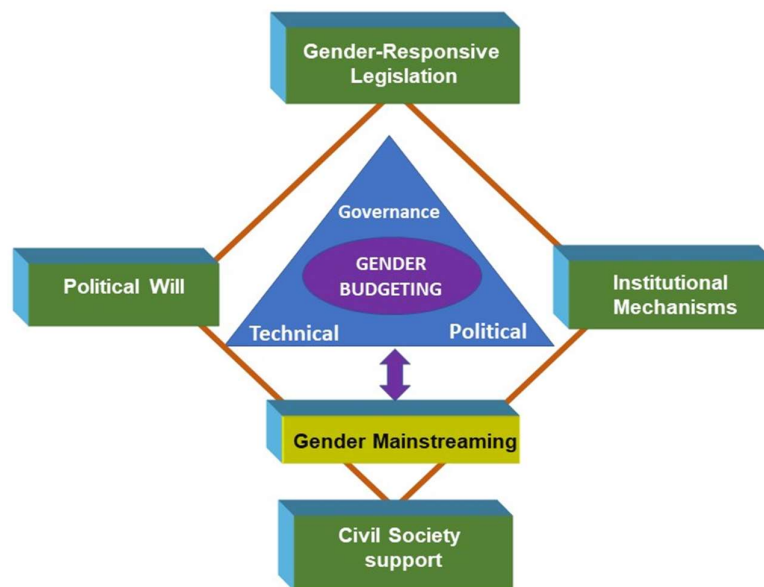 Gender-Responsive
Legislation
Governance
GENDER
BUDGETING
Political Will
Institutional
Mechanisms
Technical
Political
Gender Mainstreaming
Civil Society
support